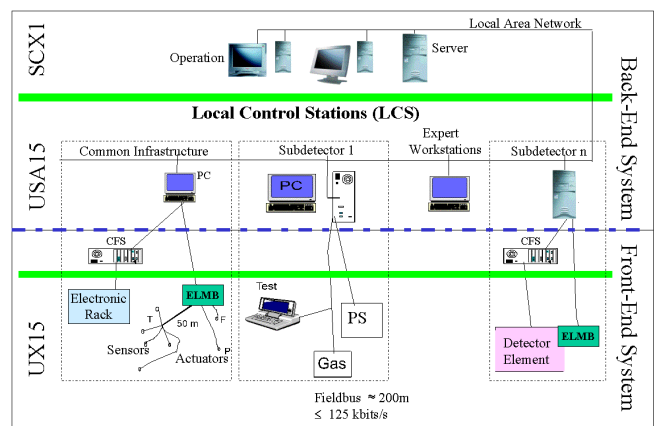 SCX1
Local Area Network
Operation
Server
Back-End System
Local Control Stations (LCS)
USA15
Common Infrastructure
Subdetector 1
Expert
Workstations
Subdetector n
PC
PC
CFS
CFS
Front-End System
UX15
Electronic
Rack
ELMB
T
F
50 m
Sensors
Actuators
P
Test
PS
Gas
Detector
Element
ELMB
Fieldbus ≈ 200m
≤ 125 kbits/s